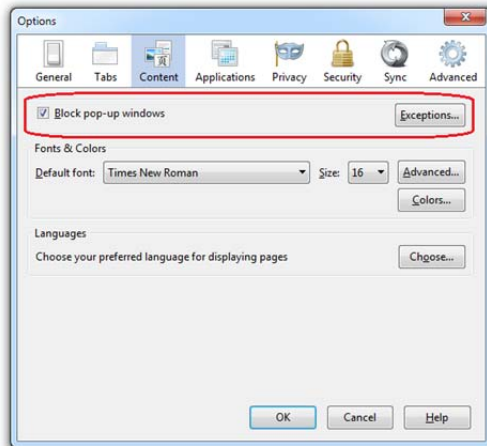 Options
General Tabs Content Applications Privacy Security Sync Advanced
Block pop-up windows Exceptions...
Fonts & Colors
Default font: Times New Roman Size: 16 Advanced...
Colors...
Languages
Choose your preferred language for displaying pages Choose...
OK Cancel Help